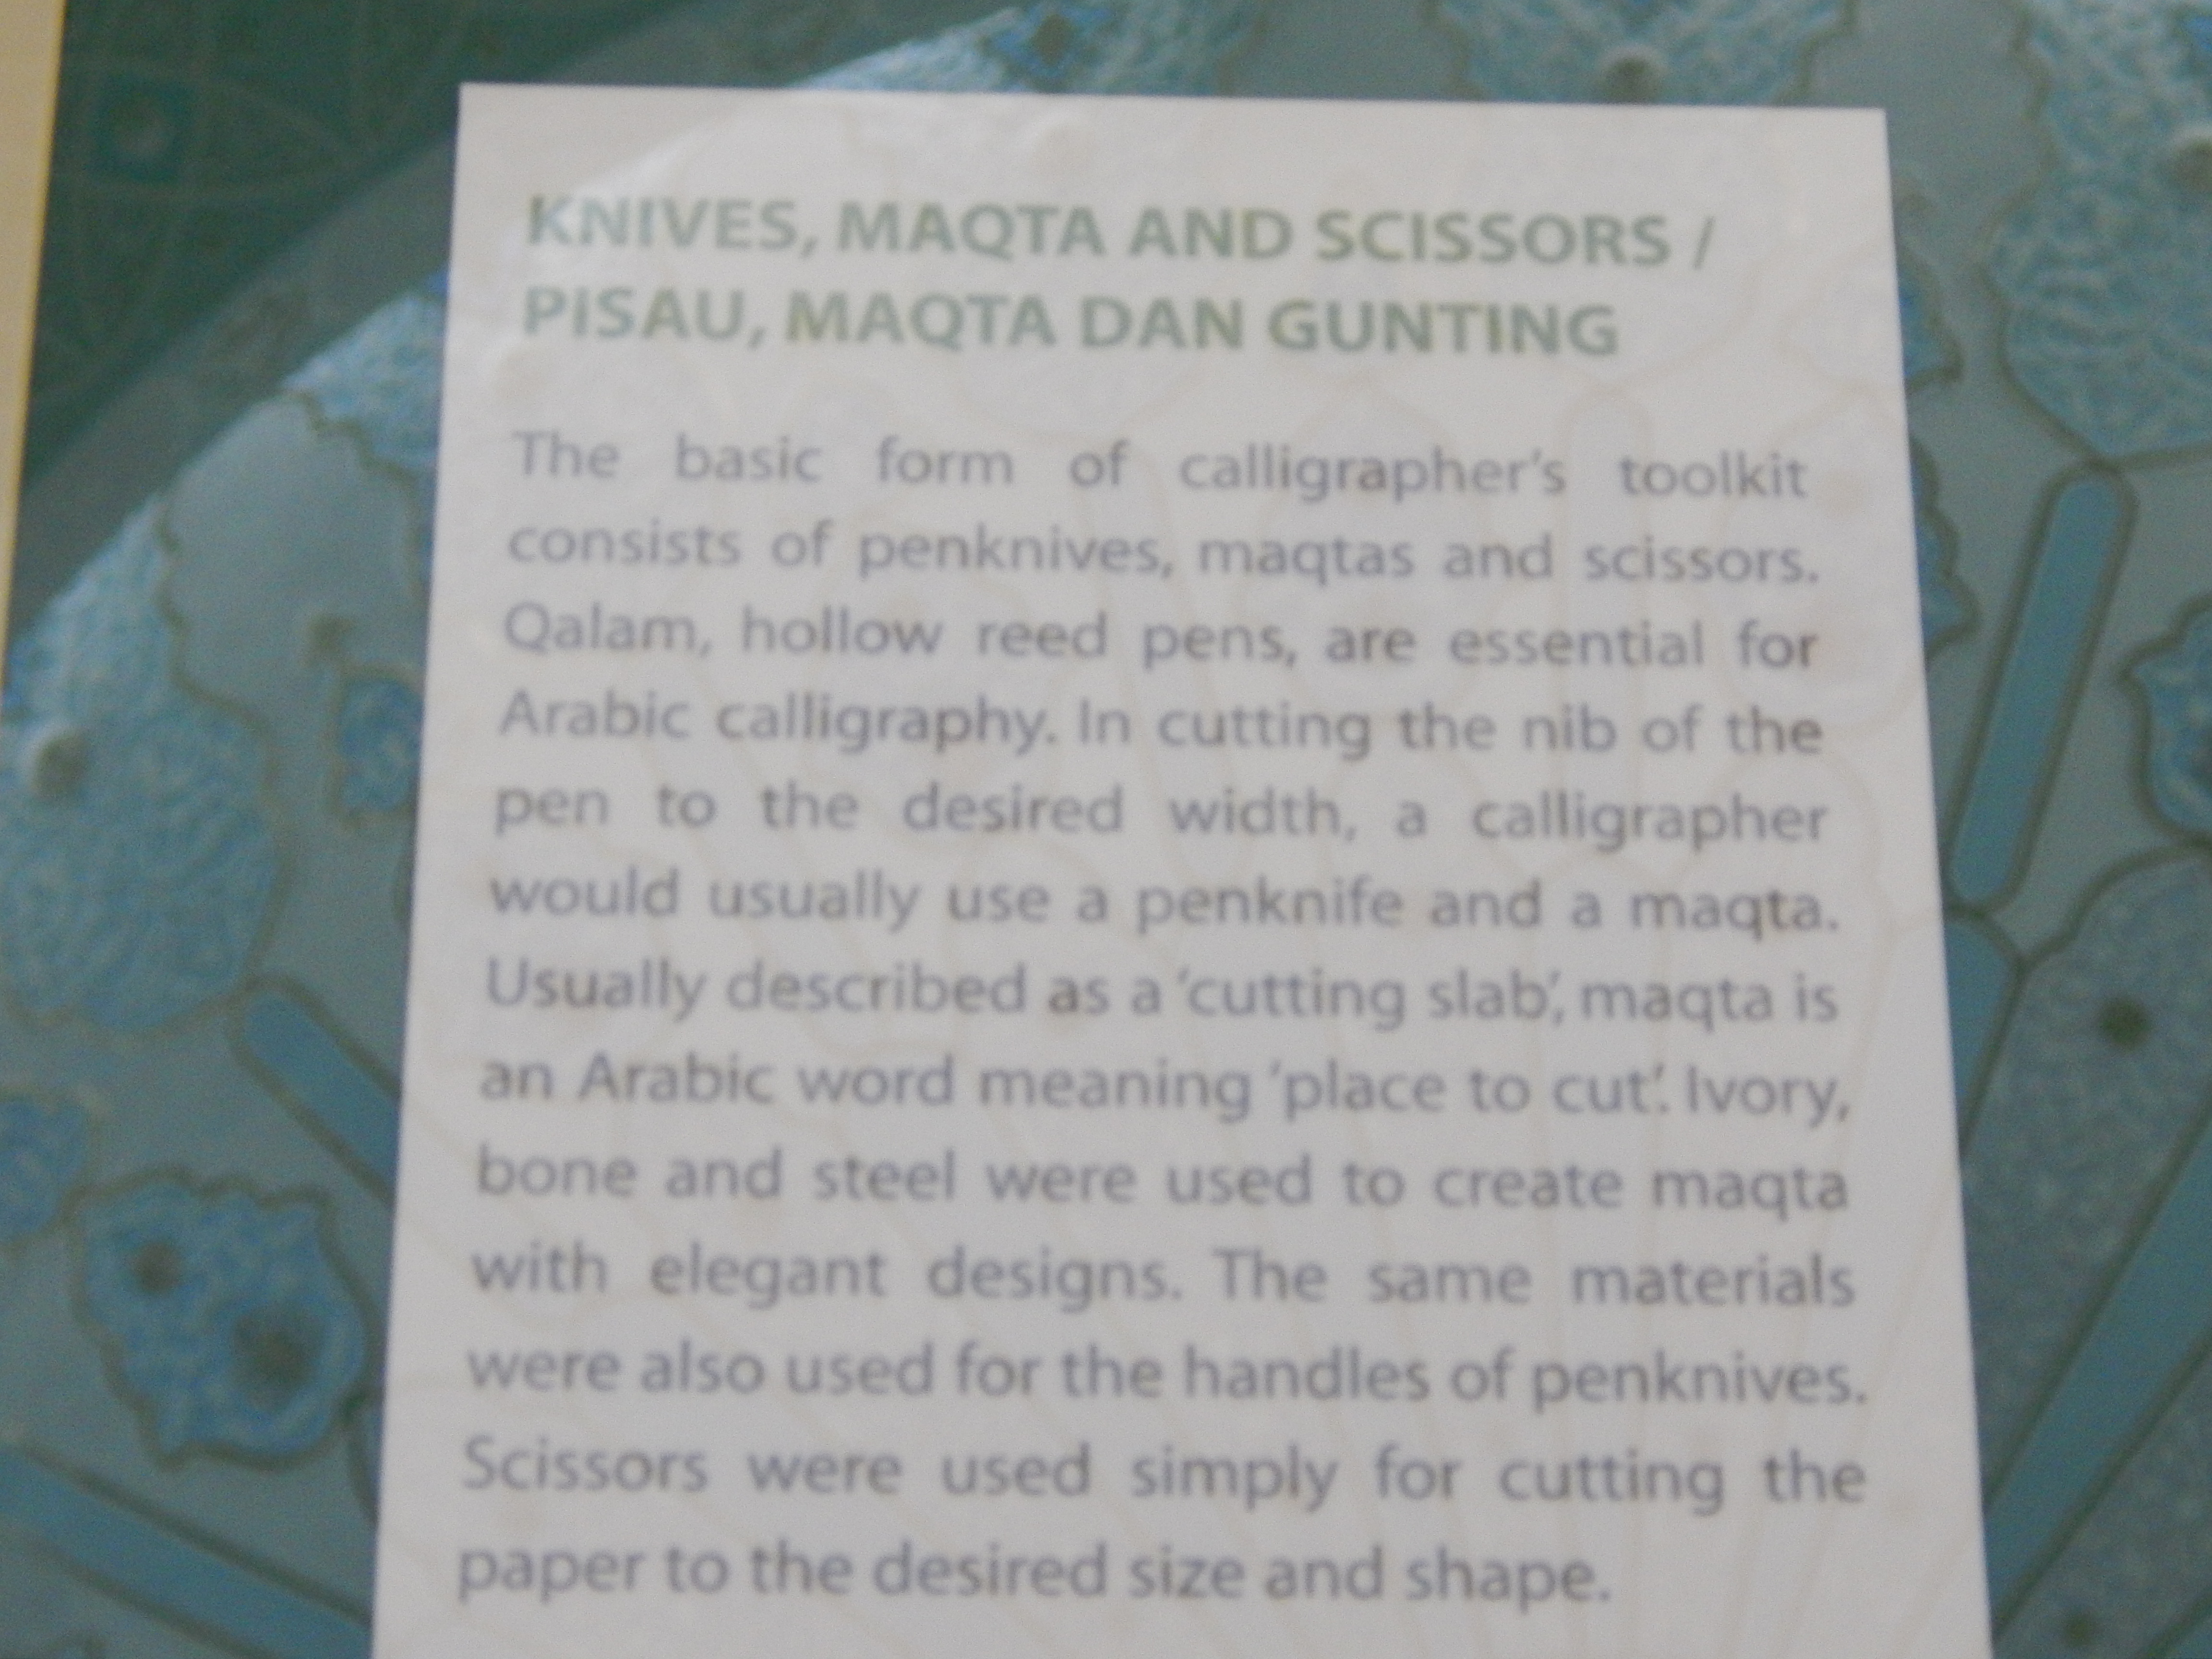 KNIVES, MAQTA AND SCISSORS /
PISAU, MAQTA DAN GUNTING
The basic form of calligrapher's toolkit
consists of penknives, maqtas and scissors.
Qalam, hollow reed pens, are essential for
Arabic calligraphy. In cutting the nib of the
pen to the desired width, a calligrapher
would usually use a penknife and a maqta.
Usually described as a 'cutting slab', maqta is
an Arabic word meaning 'place to cut'. Ivory,
bone and steel were used to create maqta
with elegant designs. The same materials
were also used for the handles of penknives.
Scissors were used simply for cutting the
paper to the desired size and shape.